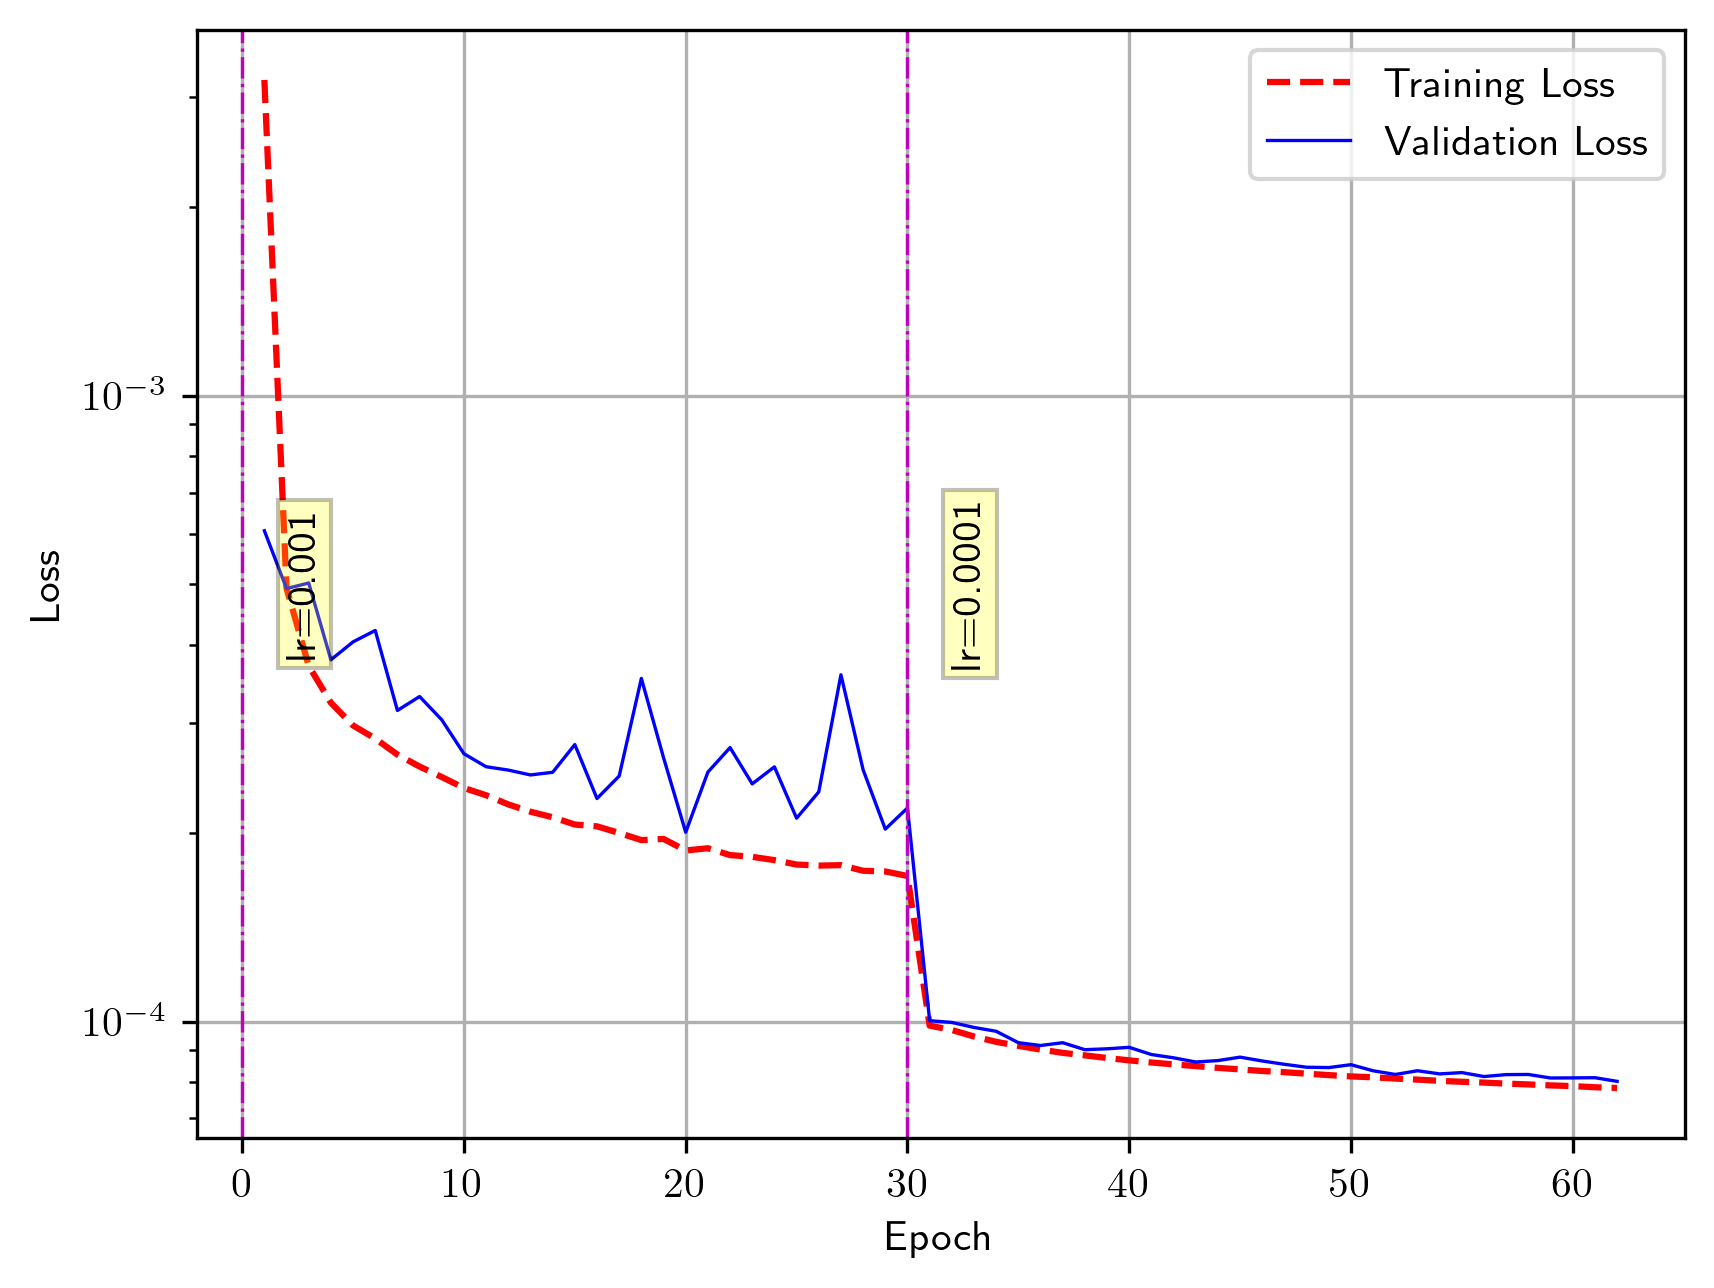 Training Loss
Validation Loss
10⁻³
10⁻⁴
Loss
lr=0.001
lr=0.0001
0 10 20 30 40 50 60
Epoch